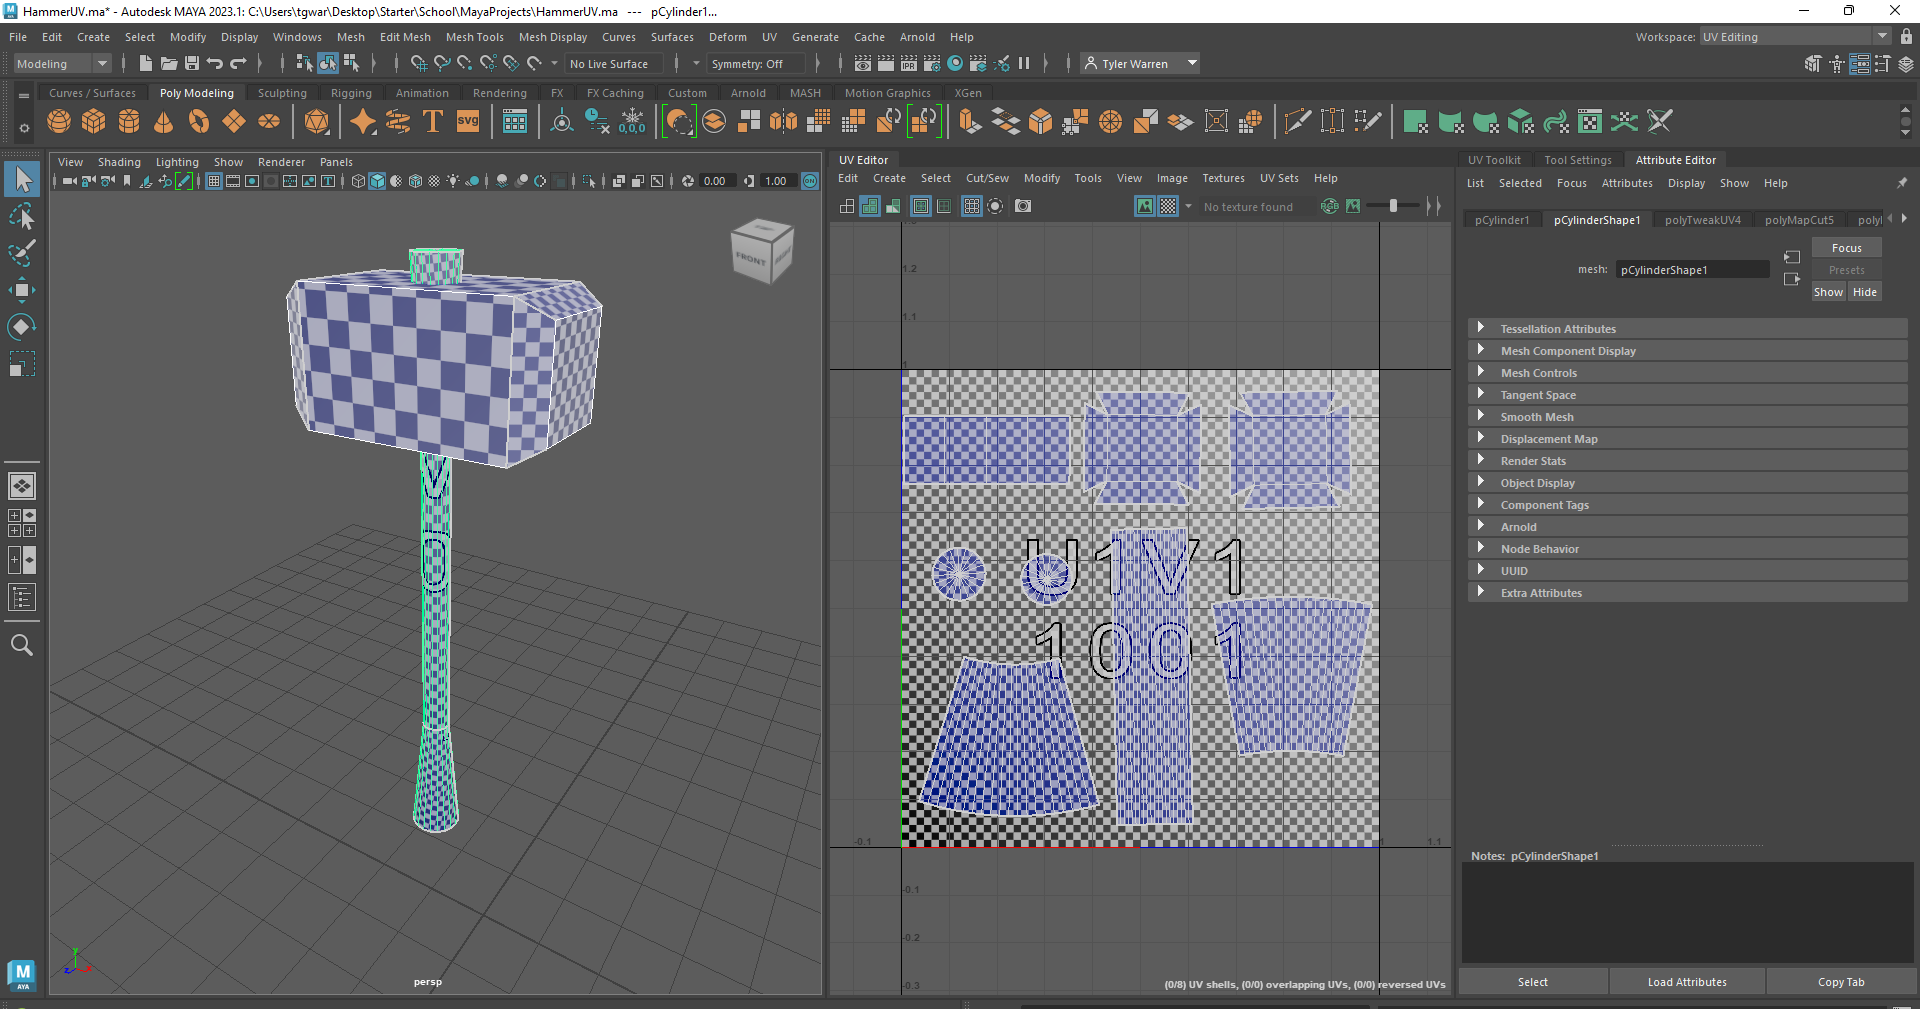 HammerUV.ma* - Autodesk MAYA 2023.1: C:\Users\tgwar\Desktop\Starter\School\MayaProjects\HammerUV.ma --- pCylinder1...
File Edit Create Select Modify Display Windows Mesh Edit Mesh Mesh Tools Mesh Display Curves Surfaces Deform UV Generate Cache Arnold Help
Workspace: UV Editing
Modeling
No Live Surface
Symmetry: Off
IPR
Tyler Warren
Curves / Surfaces Poly Modeling Sculpting Rigging Animation Rendering FX FX Caching Custom Arnold MASH Motion Graphics XGen
T
svg
0,0,0
View Shading Lighting Show Renderer Panels
0.00
1.00
FRONT
persp
y
x
z
M
AYA
UV Editor
Edit Create Select Cut/Sew Modify Tools View Image Textures UV Sets Help
No texture found
RGB
1.2
1.1
1
U1V1
1001
-0.1
1
1.1
-0.1
-0.2
-0.3
(0/8) UV shells, (0/0) overlapping UVs, (0/0) reversed UVs
UV Toolkit Tool Settings Attribute Editor
List Selected Focus Attributes Display Show Help
pCylinder1 pCylinderShape1 polyTweakUV4 polyMapCut5 polyl
mesh: pCylinderShape1
Focus
Presets
Show Hide
Tessellation Attributes
Mesh Component Display
Mesh Controls
Tangent Space
Smooth Mesh
Displacement Map
Render Stats
Object Display
Component Tags
Arnold
Node Behavior
UUID
Extra Attributes
Notes: pCylinderShape1
Select Load Attributes Copy Tab